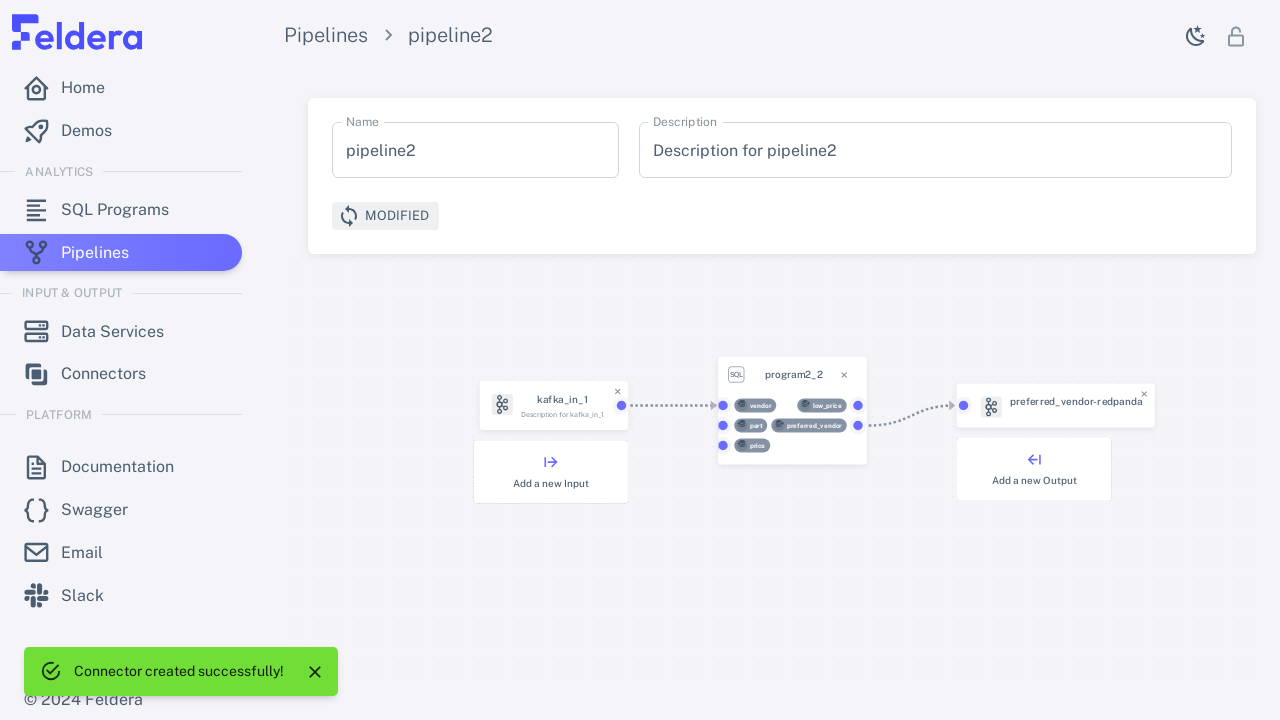 Feldera
Pipelines
pipeline2
Home
Demos
ANALYTICS
SQL Programs
Pipelines
INPUT & OUTPUT
Data Services
Connectors
PLATFORM
Documentation
Swagger
Email
Slack
© 2024 Feldera
Name
pipeline2
Description
Description for pipeline2
MODIFIED
kafka_in_1
Description for kafka_in_1
Add a new Input
SQL
program2_2
vendor
low_price
part
preferred_vendor
price
preferred_vendor-redpanda
Add a new Output
Connector created successfully!